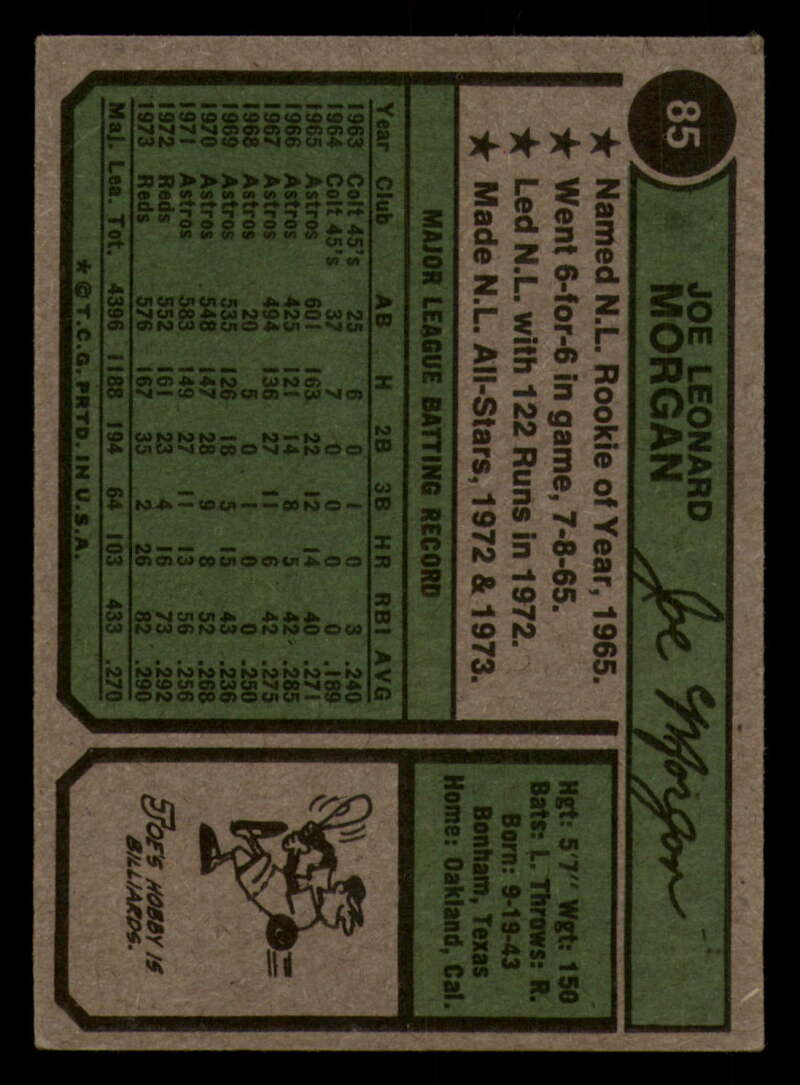 85
JOE LEONARD
MORGAN
Joe Morgan
★ Named N.L. Rookie of Year, 1965.
★ Went 6-for-6 in game, 7-8-65.
★ Led N.L. with 122 Runs in 1972.
★ Made N.L. All-Stars, 1972 & 1973.
MAJOR LEAGUE BATTING RECORD
Year Club AB H 2B 3B HR RBI AVG
1963 Colt 45's 25 6 0 1 0 3 .240
1964 Colt 45's 37 7 0 0 0 0 .189
1965 Astros 601 163 22 12 14 40 .271
1966 Astros 425 121 14 8 5 42 .285
1967 Astros 494 136 27 11 6 42 .275
1968 Astros 20 5 0 1 0 0 .250
1969 Astros 535 126 18 5 15 43 .236
1970 Astros 548 147 28 9 8 52 .268
1971 Astros 583 149 27 11 13 56 .256
1972 Reds 552 161 23 4 16 73 .292
1973 Reds 576 167 35 2 26 82 .290
Maj. Lea. Tot. 4396 1188 194 64 103 433 .270
★ © T.C.G. PRTD. IN U.S.A.
Hgt: 5'7" Wgt: 150
Bats: L. Throws: R.
Born: 9-19-43
Bonham, Texas
Home: Oakland, Cal.
JOE'S HOBBY IS
BILLIARDS.